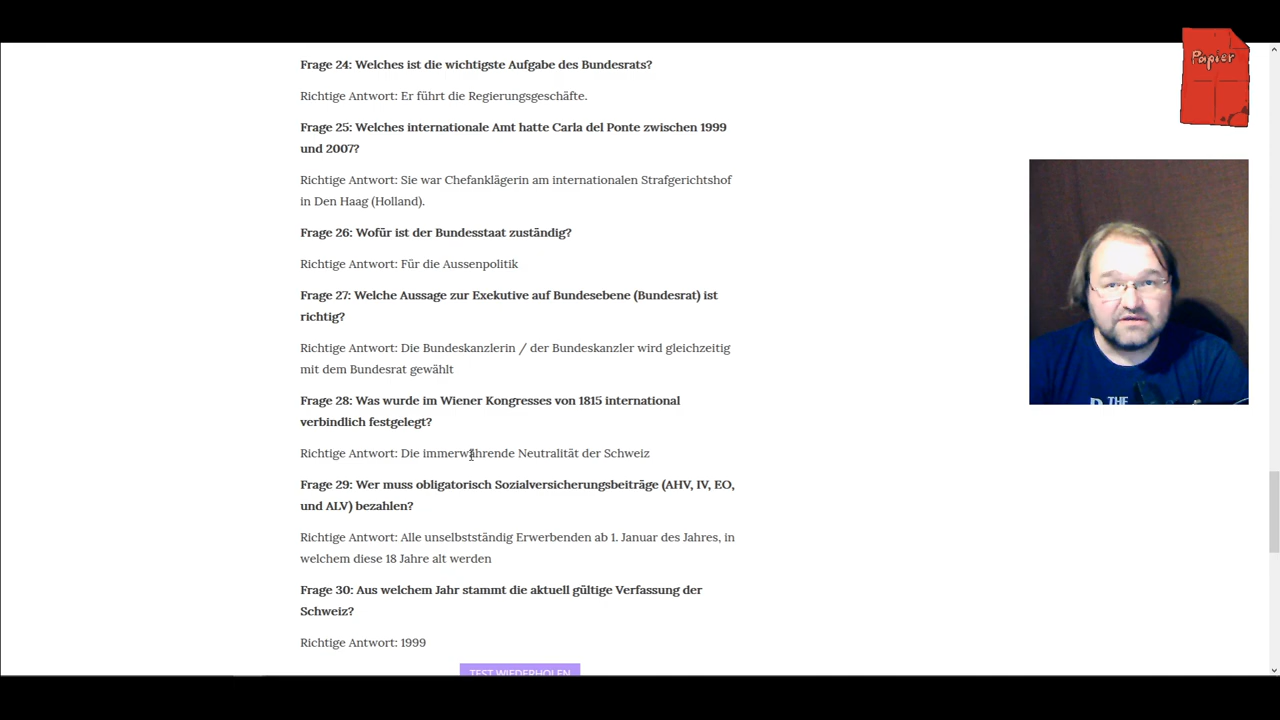 Papier
Frage 24: Welches ist die wichtigste Aufgabe des Bundesrats?
Richtige Antwort: Er führt die Regierungsgeschäfte.
Frage 25: Welches internationale Amt hatte Carla del Ponte zwischen 1999
und 2007?
Richtige Antwort: Sie war Chefanklägerin am internationalen Strafgerichtshof
in Den Haag (Holland).
Frage 26: Wofür ist der Bundesstaat zuständig?
Richtige Antwort: Für die Aussenpolitik
Frage 27: Welche Aussage zur Exekutive auf Bundesebene (Bundesrat) ist
richtig?
Richtige Antwort: Die Bundeskanzlerin / der Bundeskanzler wird gleichzeitig
mit dem Bundesrat gewählt
Frage 28: Was wurde im Wiener Kongresses von 1815 international
verbindlich festgelegt?
Richtige Antwort: Die immerwährende Neutralität der Schweiz
Frage 29: Wer muss obligatorisch Sozialversicherungsbeiträge (AHV, IV, EO,
und ALV) bezahlen?
Richtige Antwort: Alle unselbstständig Erwerbenden ab 1. Januar des Jahres, in
welchem diese 18 Jahre alt werden
Frage 30: Aus welchem Jahr stammt die aktuell gültige Verfassung der
Schweiz?
Richtige Antwort: 1999
TEST WIEDERHOLEN
THE